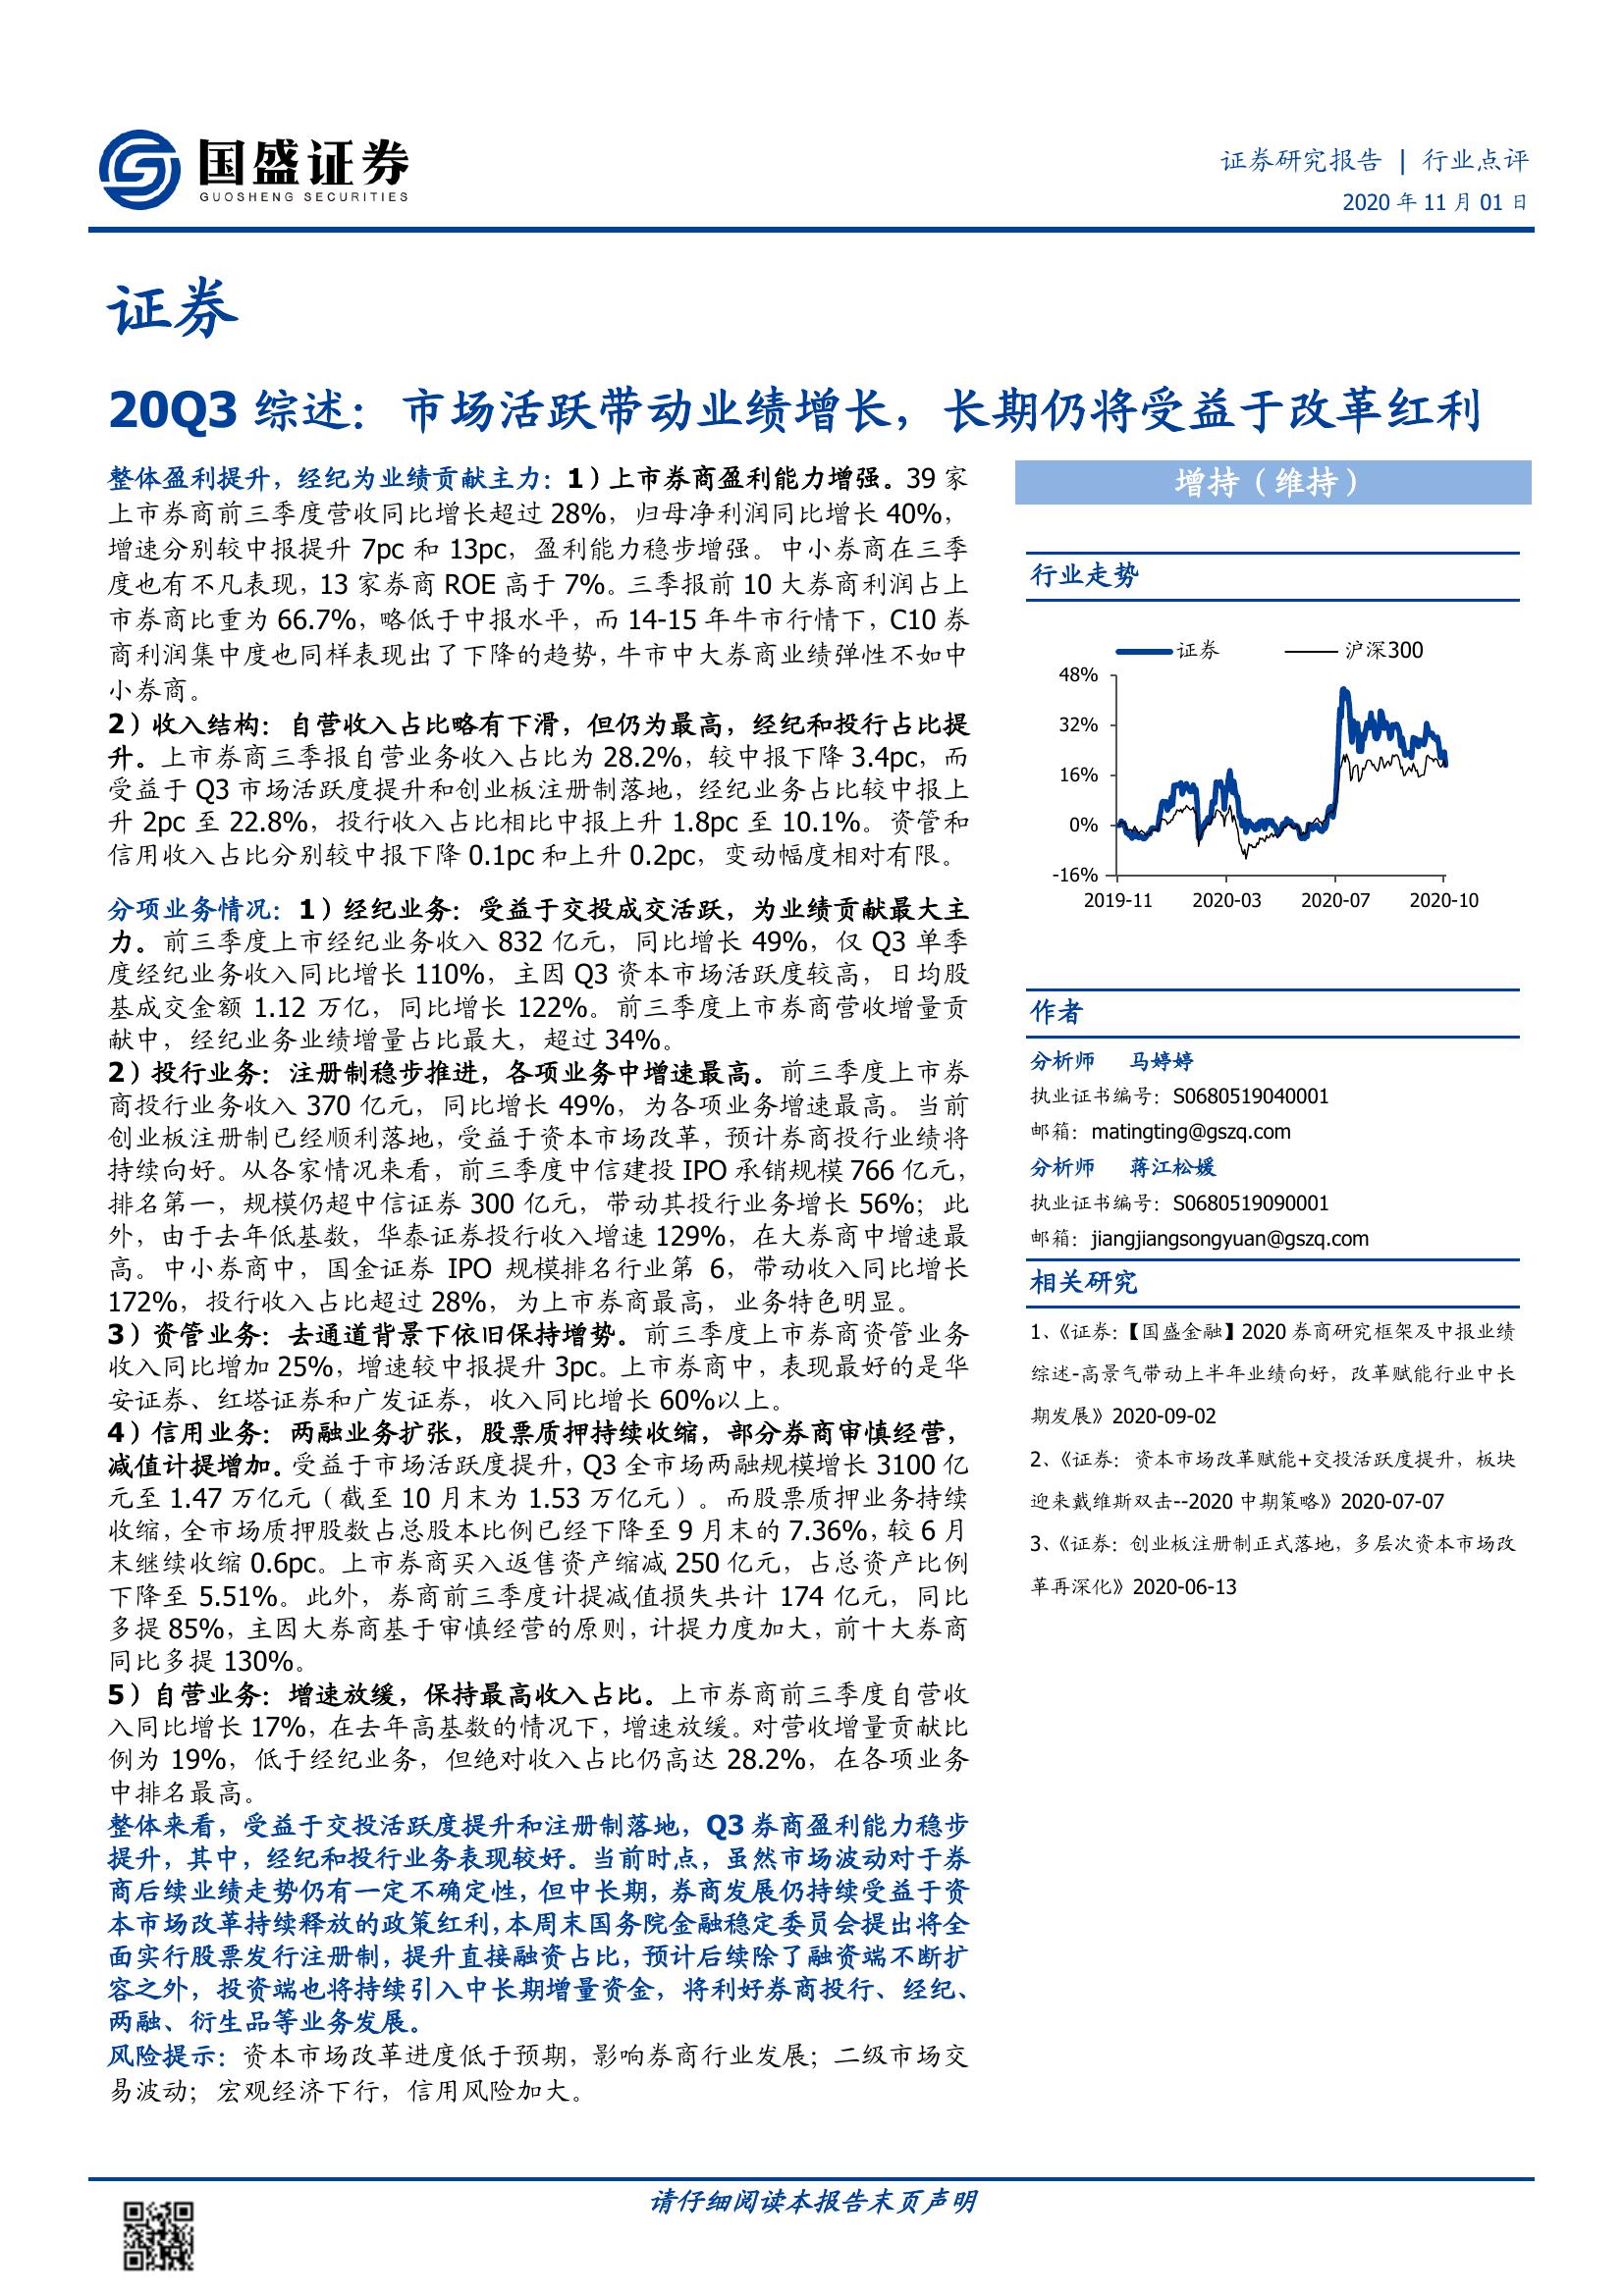 国盛证券
GUOSHENG SECURITIES
证券研究报告 | 行业点评
2020 年 11 月 01 日
证券
20Q3 综述：市场活跃带动业绩增长，长期仍将受益于改革红利
整体盈利提升，经纪为业绩贡献主力：1）上市券商盈利能力增强。39 家
上市券商前三季度营收同比增长超过 28%，归母净利润同比增长 40%，
增速分别较中报提升 7pc 和 13pc，盈利能力稳步增强。中小券商在三季
度也有不凡表现，13 家券商 ROE 高于 7%。三季报前 10 大券商利润占上
市券商比重为 66.7%，略低于中报水平，而 14-15 年牛市行情下，C10 券
商利润集中度也同样表现出了下降的趋势，牛市中大券商业绩弹性不如中
小券商。
2）收入结构：自营收入占比略有下滑，但仍为最高，经纪和投行占比提
升。上市券商三季报自营业务收入占比为 28.2%，较中报下降 3.4pc，而
受益于 Q3 市场活跃度提升和创业板注册制落地，经纪业务占比较中报上
升 2pc 至 22.8%，投行收入占比相比中报上升 1.8pc 至 10.1%。资管和
信用收入占比分别较中报下降 0.1pc 和上升 0.2pc，变动幅度相对有限。
分项业务情况：1）经纪业务：受益于交投成交活跃，为业绩贡献最大主
力。前三季度上市经纪业务收入 832 亿元，同比增长 49%，仅 Q3 单季
度经纪业务收入同比增长 110%，主因 Q3 资本市场活跃度较高，日均股
基成交金额 1.12 万亿，同比增长 122%。前三季度上市券商营收增量贡
献中，经纪业务业绩增量占比最大，超过 34%。
2）投行业务：注册制稳步推进，各项业务中增速最高。前三季度上市券
商投行业务收入 370 亿元，同比增长 49%，为各项业务增速最高。当前
创业板注册制已经顺利落地，受益于资本市场改革，预计券商投行业绩将
持续向好。从各家情况来看，前三季度中信建投 IPO 承销规模 766 亿元，
排名第一，规模仍超中信证券 300 亿元，带动其投行业务增长 56%；此
外，由于去年低基数，华泰证券投行收入增速 129%，在大券商中增速最
高。中小券商中，国金证券 IPO 规模排名行业第 6，带动收入同比增长
172%，投行收入占比超过 28%，为上市券商最高，业务特色明显。
3）资管业务：去通道背景下依旧保持增势。前三季度上市券商资管业务
收入同比增加 25%，增速较中报提升 3pc。上市券商中，表现最好的是华
安证券、红塔证券和广发证券，收入同比增长 60%以上。
4）信用业务：两融业务扩张，股票质押持续收缩，部分券商审慎经营，
减值计提增加。受益于市场活跃度提升，Q3 全市场两融规模增长 3100 亿
元至 1.47 万亿元（截至 10 月末为 1.53 万亿元）。而股票质押业务持续
收缩，全市场质押股数占总股本比例已经下降至 9 月末的 7.36%，较 6 月
末继续收缩 0.6pc。上市券商买入返售资产缩减 250 亿元，占总资产比例
下降至 5.51%。此外，券商前三季度计提减值损失共计 174 亿元，同比
多提 85%，主因大券商基于审慎经营的原则，计提力度加大，前十大券商
同比多提 130%。
5）自营业务：增速放缓，保持最高收入占比。上市券商前三季度自营收
入同比增长 17%，在去年高基数的情况下，增速放缓。对营收增量贡献比
例为 19%，低于经纪业务，但绝对收入占比仍高达 28.2%，在各项业务
中排名最高。
整体来看，受益于交投活跃度提升和注册制落地，Q3 券商盈利能力稳步
提升，其中，经纪和投行业务表现较好。当前时点，虽然市场波动对于券
商后续业绩走势仍有一定不确定性，但中长期，券商发展仍持续受益于资
本市场改革持续释放的政策红利，本周末国务院金融稳定委员会提出将全
面实行股票发行注册制，提升直接融资占比，预计后续除了融资端不断扩
容之外，投资端也将持续引入中长期增量资金，将利好券商投行、经纪、
两融、衍生品等业务发展。
风险提示：资本市场改革进度低于预期，影响券商行业发展；二级市场交
易波动；宏观经济下行，信用风险加大。
增持（维持）
行业走势
证券 沪深300
48%
32%
16%
0%
-16%
2019-11 2020-03 2020-07 2020-10
作者
分析师 马婷婷
执业证书编号：S0680519040001
邮箱：matingting@gszq.com
分析师 蒋江松媛
执业证书编号：S0680519090001
邮箱：jiangjiangsongyuan@gszq.com
相关研究
1、《证券：【国盛金融】2020 券商研究框架及中报业绩
综述-高景气带动上半年业绩向好，改革赋能行业中长
期发展》2020-09-02
2、《证券：资本市场改革赋能+交投活跃度提升，板块
迎来戴维斯双击--2020 中期策略》2020-07-07
3、《证券：创业板注册制正式落地，多层次资本市场改
革再深化》2020-06-13
请仔细阅读本报告末页声明